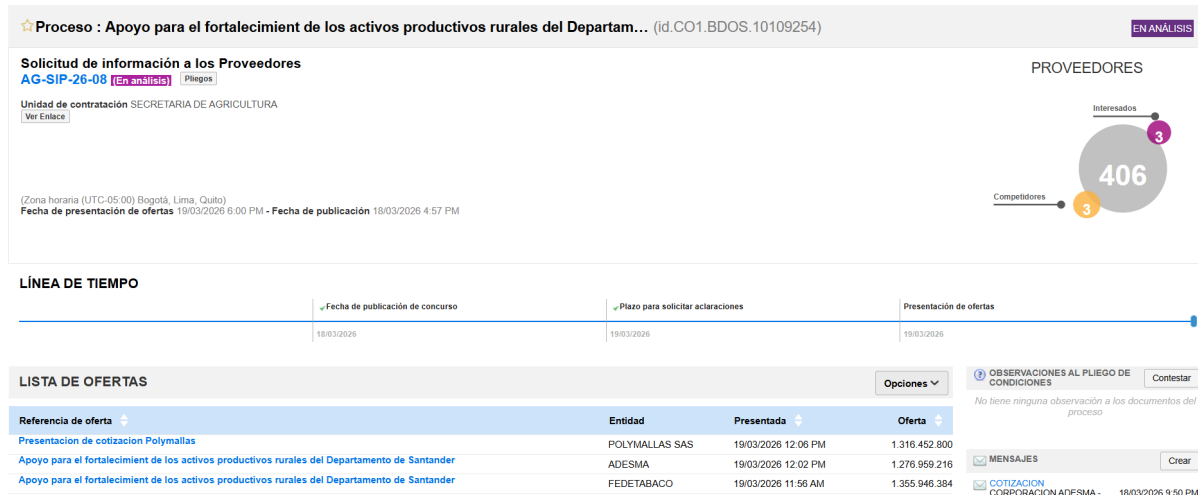 Proceso : Apoyo para el fortalecimient de los activos productivos rurales del Departam... (id.CO1.BDOS.10109254)
EN ANÁLISIS
Solicitud de información a los Proveedores
AG-SIP-26-08 (En análisis) Pliegos
Unidad de contratación SECRETARIA DE AGRICULTURA
Ver Enlace
(Zona horaria (UTC-05:00) Bogotá, Lima, Quito)
Fecha de presentación de ofertas 19/03/2026 6:00 PM - Fecha de publicación 18/03/2026 4:57 PM
PROVEEDORES
Interesados
3
406
Competidores
3
LÍNEA DE TIEMPO
Fecha de publicación de concurso
Plazo para solicitar aclaraciones
Presentación de ofertas
18/03/2026
19/03/2026
19/03/2026
LISTA DE OFERTAS
Opciones
Referencia de oferta Entidad Presentada Oferta
Presentacion de cotizacion Polymallas POLYMALLAS SAS 19/03/2026 12:06 PM 1.316.452.800
Apoyo para el fortalecimient de los activos productivos rurales del Departamento de Santander ADESMA 19/03/2026 12:02 PM 1.276.959.216
Apoyo para el fortalecimient de los activos productivos rurales del Departamento de Santander FEDETABACO 19/03/2026 11:56 AM 1.355.946.384
OBSERVACIONES AL PLIEGO DE
CONDICIONES
Contestar
No tiene ninguna observación a los documentos del
proceso
MENSAJES
Crear
COTIZACION
CORPORACION ADESMA - 18/03/2026 9:50 PM